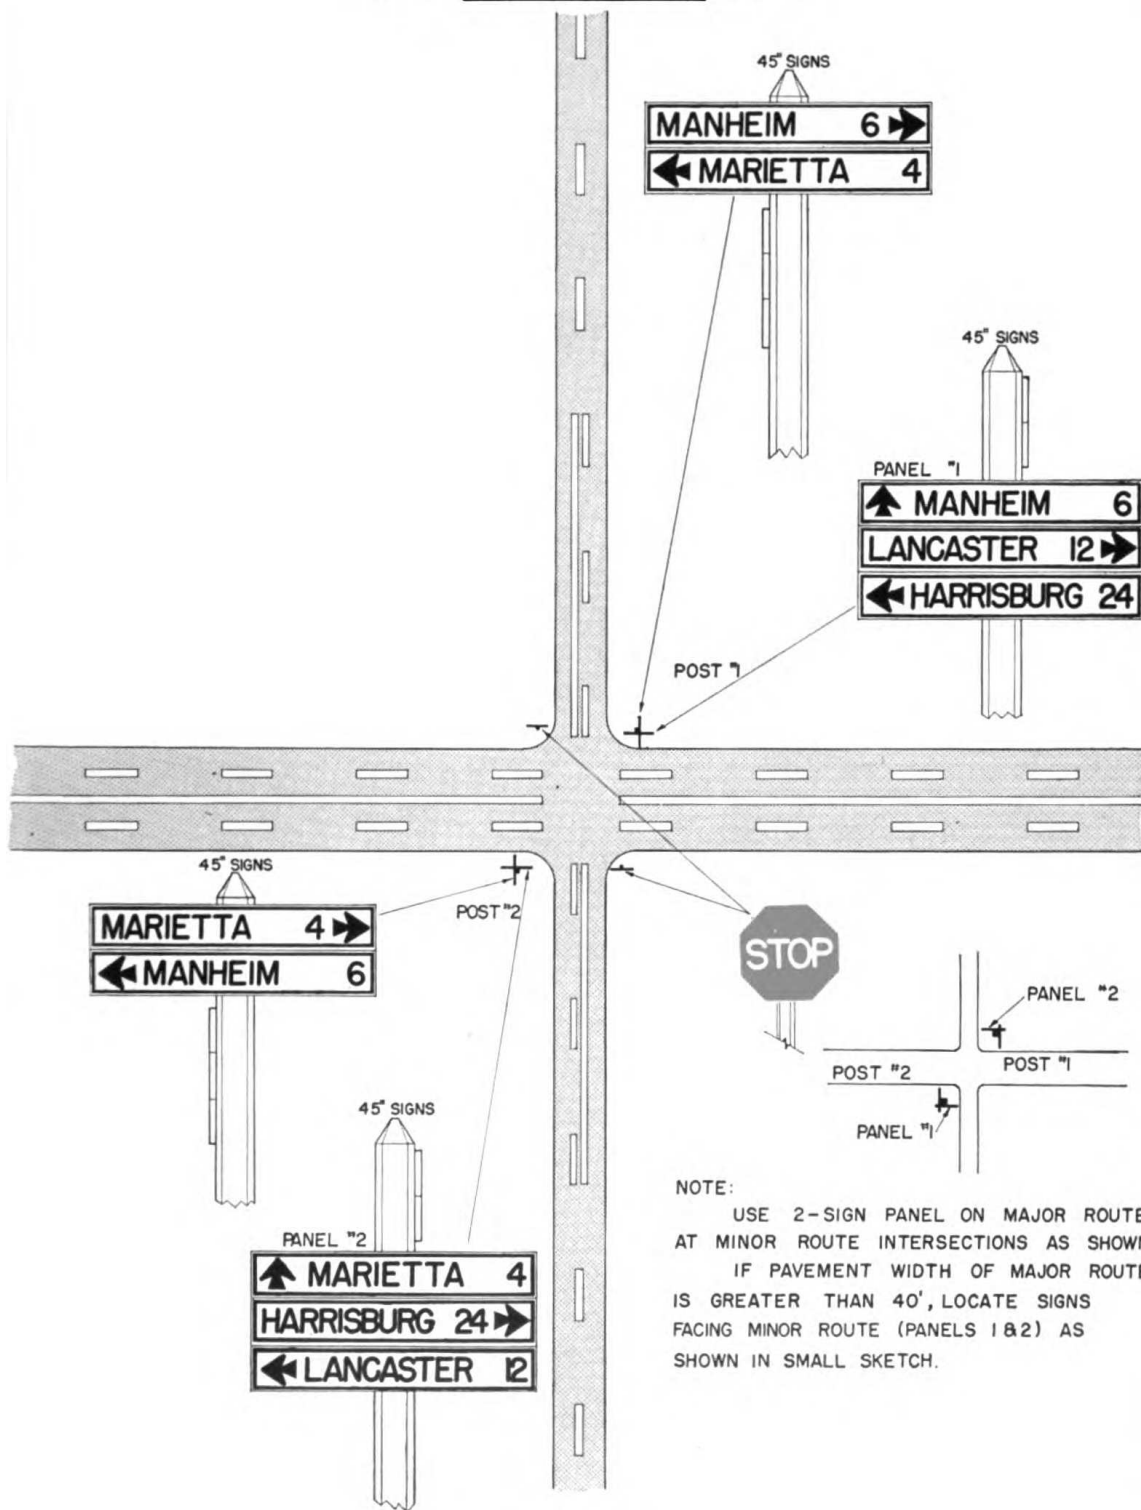 45" SIGNS
MANHEIM 6
MARIETTA 4
45" SIGNS
PANEL #1
MANHEIM 6
LANCASTER 12
HARRISBURG 24
POST #1
45" SIGNS
MARIETTA 4
MANHEIM 6
POST #2
STOP
PANEL #2
POST #2
POST #1
PANEL #1
45" SIGNS
PANEL #2
MARIETTA 4
HARRISBURG 24
LANCASTER 12
NOTE:
USE 2-SIGN PANEL ON MAJOR ROUTE
AT MINOR ROUTE INTERSECTIONS AS SHOWN
IF PAVEMENT WIDTH OF MAJOR ROUTE
IS GREATER THAN 40', LOCATE SIGNS
FACING MINOR ROUTE (PANELS 1 & 2) AS
SHOWN IN SMALL SKETCH.